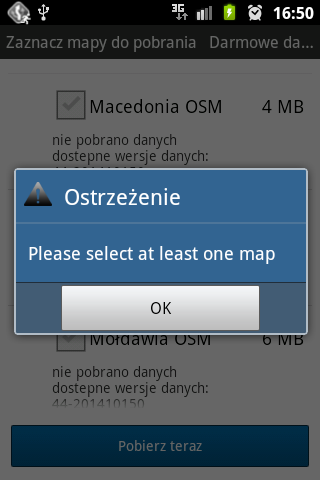 3G 16:50
Zaznacz mapy do pobrania Darmowe da...
Macedonia OSM 4 MB
nie pobrano danych
dostepne wersje danych:
Ostrzeżenie
Please select at least one map
OK
Mołdawia OSM 6 MB
nie pobrano danych
dostepne wersje danych:
44-201410150
Pobierz teraz